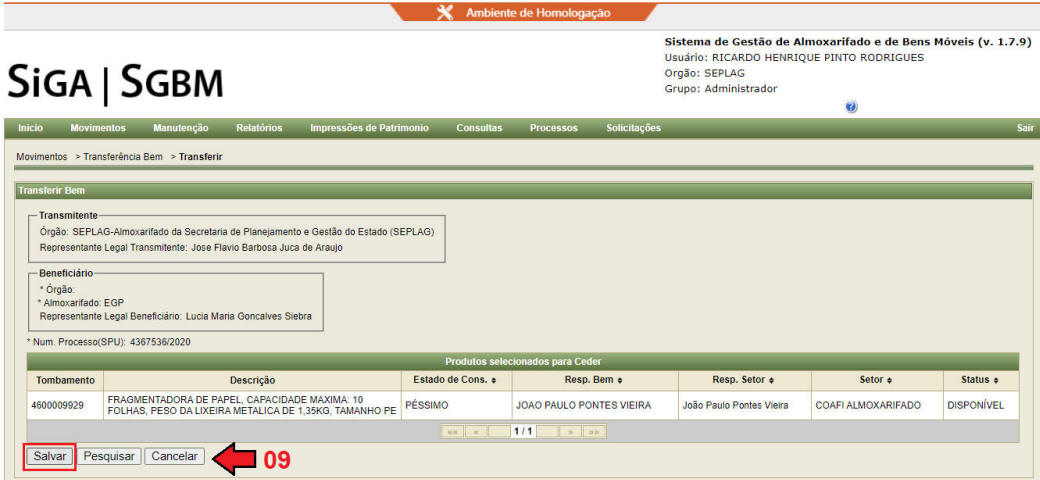 Ambiente de Homologação
Sistema de Gestão de Almoxarifado e de Bens Móveis (v. 1.7.9)
Usuário: RICARDO HENRIQUE PINTO RODRIGUES
Orgão: SEPLAG
Grupo: Administrador
SIGA | SGBM
Início Movimentos Manutenção Relatórios Impressões de Patrimonio Consultas Processos Solicitações Sair
Movimentos > Transferência Bem > Transferir
Transferir Bem
Transmitente
Órgão: SEPLAG-Almoxarifado da Secretaria de Planejamento e Gestão do Estado (SEPLAG)
Representante Legal Transmitente: Jose Flavio Barbosa Juca de Araujo
Beneficiário
* Órgão:
* Almoxarifado: EGP
Representante Legal Beneficiário: Lucia Maria Goncalves Siebra
* Num. Processo(SPU): 4367536/2020
Produtos selecionados para Ceder
Tombamento Descrição Estado de Cons. Resp. Bem Resp. Setor Setor Status
4600009929 FRAGMENTADORA DE PAPEL, CAPACIDADE MAXIMA: 10
FOLHAS, PESO DA LIXEIRA METALICA DE 1,35KG, TAMANHO PE PÉSSIMO JOAO PAULO PONTES VIEIRA João Paulo Pontes Vieira COAFI ALMOXARIFADO DISPONÍVEL
«« « 1 / 1 » »»
Salvar Pesquisar Cancelar 09